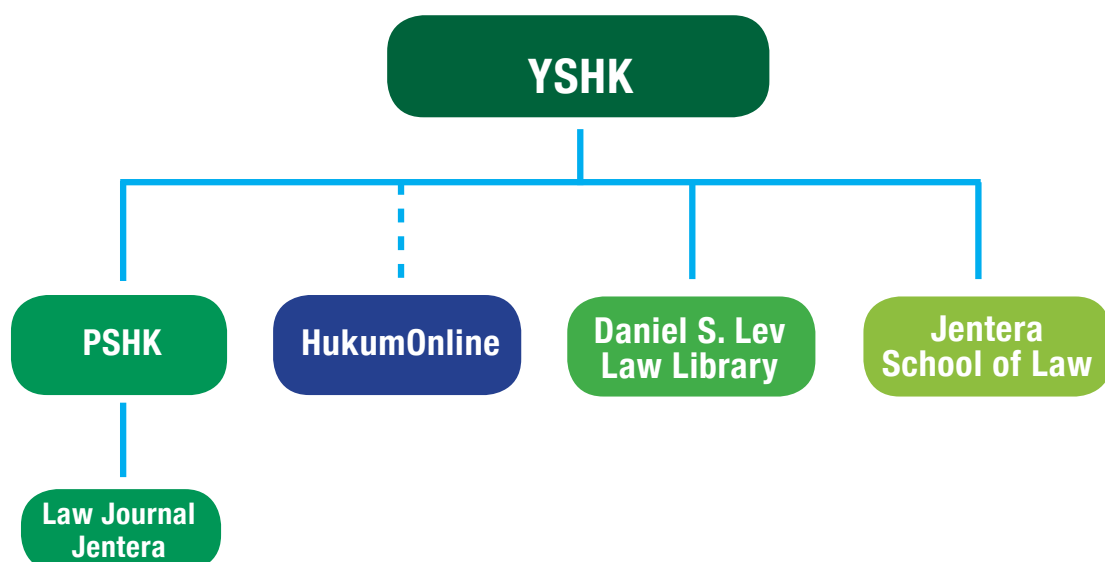 YSHK
PSHK
HukumOnline
Daniel S. Lev
Law Library
Jentera
School of Law
Law Journal
Jentera